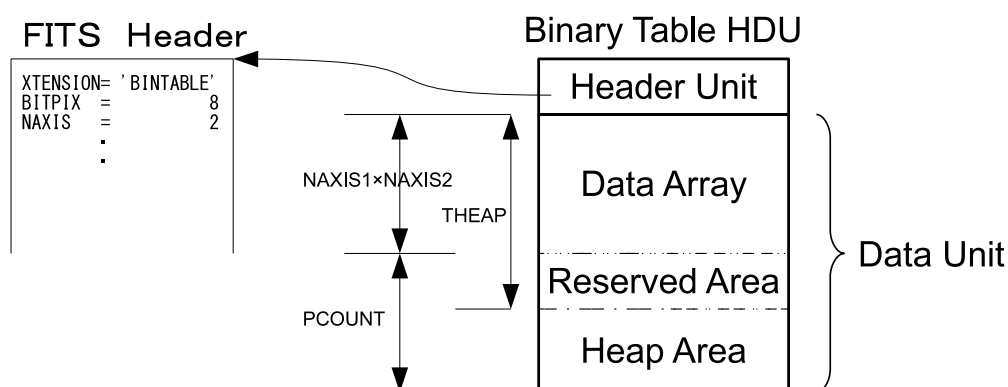 FITS Header
XTENSION= 'BINTABLE'
BITPIX = 8
NAXIS = 2
.
.
Binary Table HDU
Header Unit
NAXIS1×NAXIS2
THEAP
PCOUNT
Data Array
Reserved Area
Heap Area
Data Unit